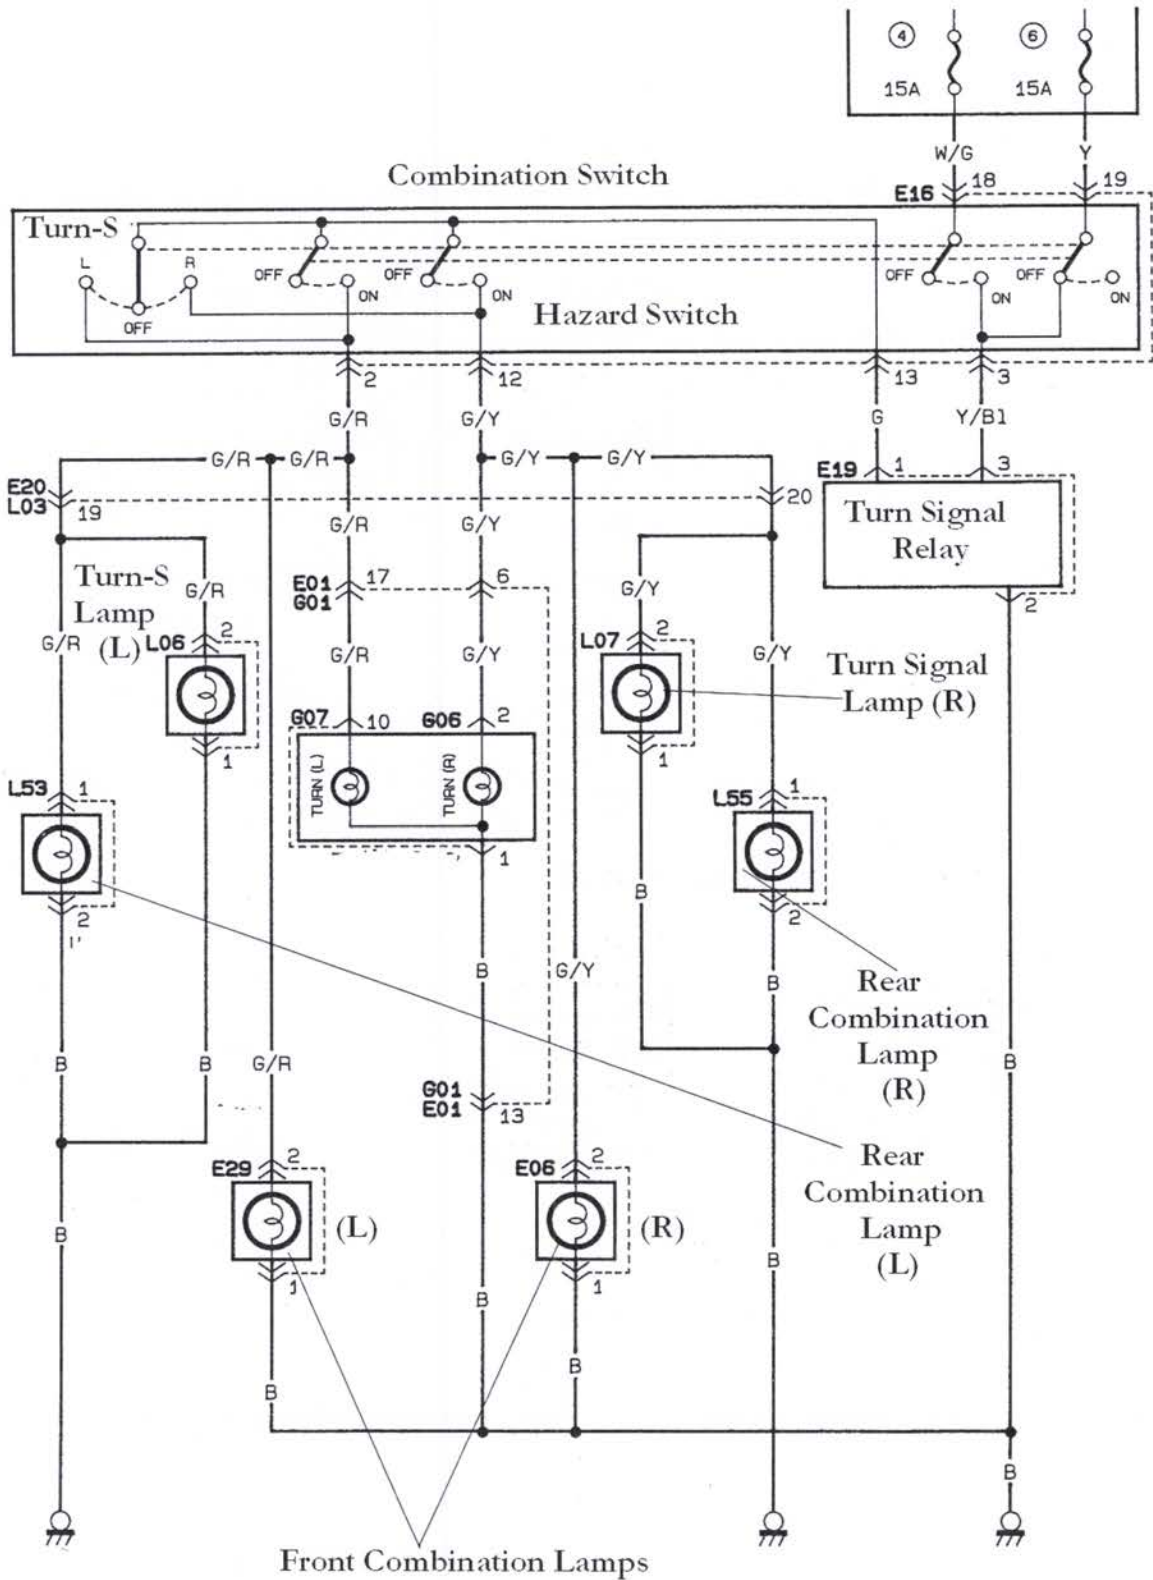 4 6
15A 15A
W/G Y
Combination Switch
E16 18 19
Turn-S
L R
OFF OFF OFF OFF
ON ON ON ON
OFF
Hazard Switch
2 12 13 3
G/R G/Y G Y/Bl
G/R G/R G/Y G/Y
E19 1 3
E20
L03 19 20
Turn Signal
Relay
2
G/R G/Y
E01 17 6
G01
Turn-S
Lamp
(L)
G/R G/Y
G/R L06 2 G/R G/Y L07 2 G/Y
Turn Signal
Lamp (R)
G07 10 G06 2
1 1
TURN (L) TURN (R)
L53 1 L55 1
1
2 2
B B
G/Y B
Rear
Combination
Lamp
(R)
B B G/R B
G01
E01 13
Rear
Combination
Lamp
(L)
E29 2 E06 2
(L) (R)
B B
1 1
B
B B
B
Front Combination Lamps